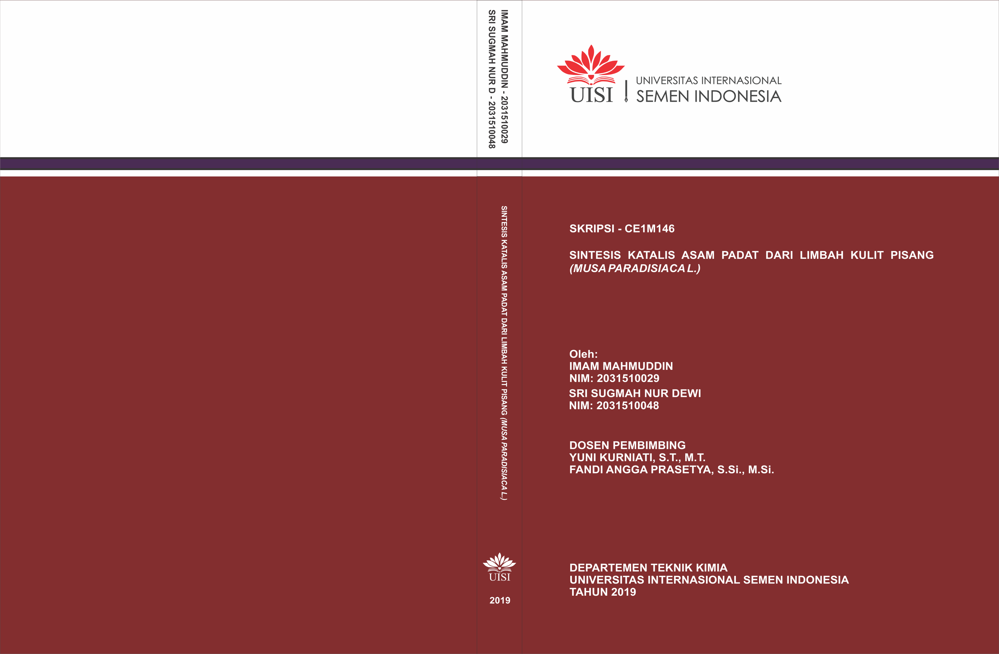 IMAM MAHMUDDIN - 2031510029
SRI SUGMAH NUR D - 2031510048
SINTESIS KATALIS ASAM PADAT DARI LIMBAH KULIT PISANG (MUSA PARADISIACA L.)
UISI
2019
UISI
UNIVERSITAS INTERNASIONAL
SEMEN INDONESIA
SKRIPSI - CE1M146
SINTESIS KATALIS ASAM PADAT DARI LIMBAH KULIT PISANG
(MUSA PARADISIACA L.)
Oleh:
IMAM MAHMUDDIN
NIM: 2031510029
SRI SUGMAH NUR DEWI
NIM: 2031510048
DOSEN PEMBIMBING
YUNI KURNIATI, S.T., M.T.
FANDI ANGGA PRASETYA, S.Si., M.Si.
DEPARTEMEN TEKNIK KIMIA
UNIVERSITAS INTERNASIONAL SEMEN INDONESIA
TAHUN 2019